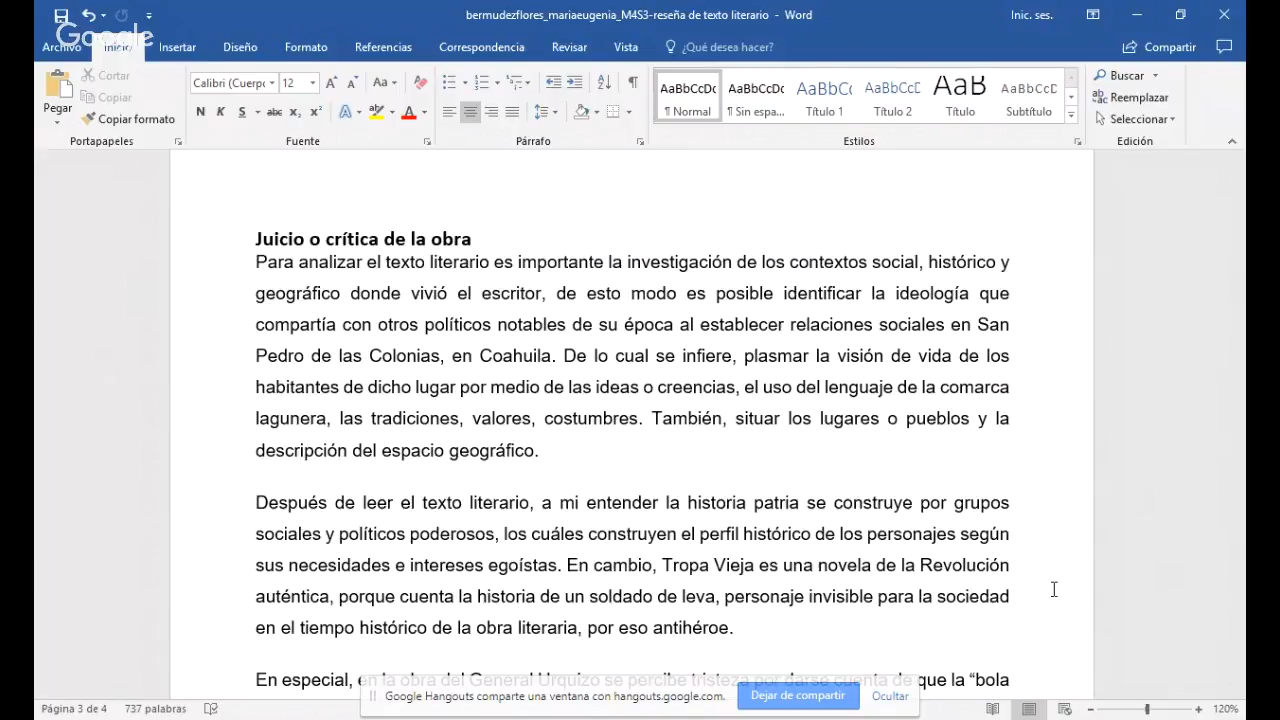 bermudezflores_mariaeugenia_M4S3-reseña de texto literario - Word
Inic. ses.
Google
Archivo Inicio Insertar Diseño Formato Referencias Correspondencia Revisar Vista ¿Qué desea hacer? Compartir
Pegar
Cortar
Copiar
Copiar formato
Portapapeles
Calibri (Cuerpo 12
Aa
N K S abc x₂ x² A A
Fuente
Párrafo
AaBbCcDc AaBbCcDc AaBbCc AaBbCcD AaB AaBbCcD
¶ Normal ¶ Sin espa... Título 1 Título 2 Título Subtítulo
Estilos
Buscar
Reemplazar
Seleccionar
Edición
Juicio o crítica de la obra
Para analizar el texto literario es importante la investigación de los contextos social, histórico y
geográfico donde vivió el escritor, de esto modo es posible identificar la ideología que
compartía con otros políticos notables de su época al establecer relaciones sociales en San
Pedro de las Colonias, en Coahuila. De lo cual se infiere, plasmar la visión de vida de los
habitantes de dicho lugar por medio de las ideas o creencias, el uso del lenguaje de la comarca
lagunera, las tradiciones, valores, costumbres. También, situar los lugares o pueblos y la
descripción del espacio geográfico.
Después de leer el texto literario, a mi entender la historia patria se construye por grupos
sociales y políticos poderosos, los cuáles construyen el perfil histórico de los personajes según
sus necesidades e intereses egoístas. En cambio, Tropa Vieja es una novela de la Revolución
auténtica, porque cuenta la historia de un soldado de leva, personaje invisible para la sociedad
en el tiempo histórico de la obra literaria, por eso antihéroe.
En especial, en la obra del General Urquizo se percibe tristeza por darse cuenta de que la “bola
Google Hangouts comparte una ventana con hangouts.google.com. Dejar de compartir Ocultar
Página 3 de 4 737 palabras 120%